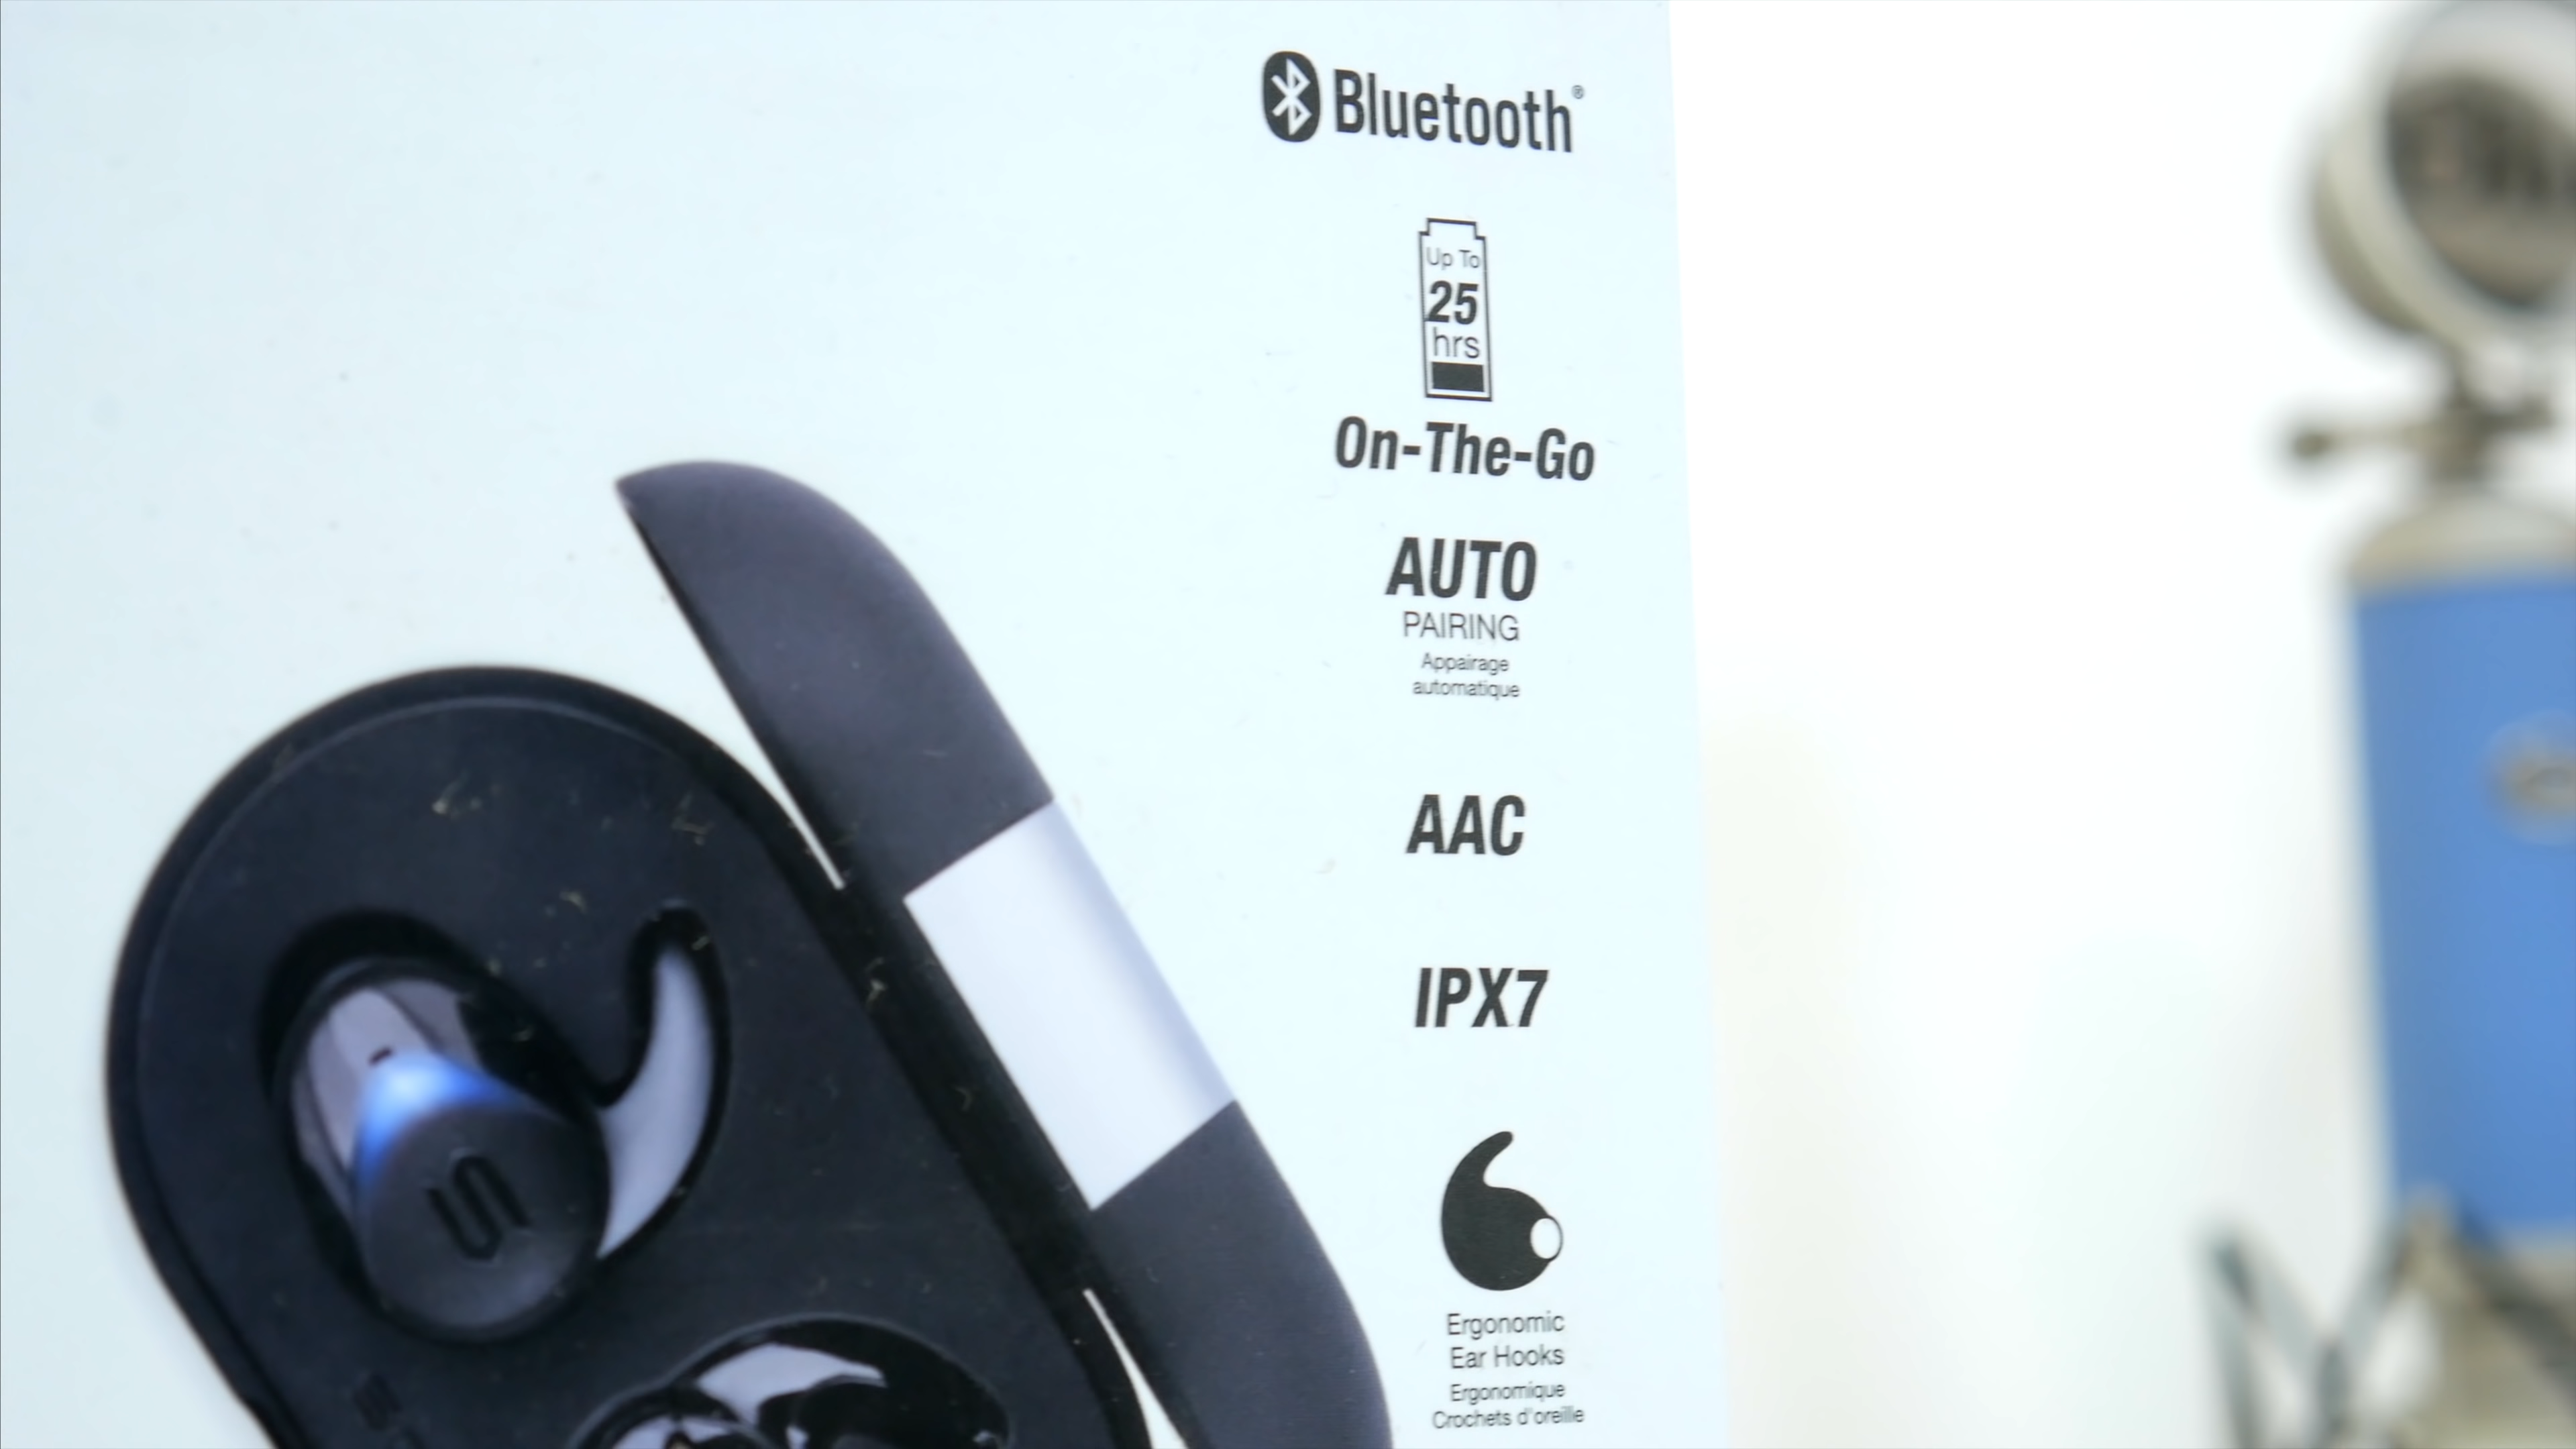 Bluetooth®
Up To
25
hrs
On-The-Go
AUTO
PAIRING
Appairage
automatique
AAC
IPX7
Ergonomic
Ear Hooks
Ergonomique
Crochets d'oreille